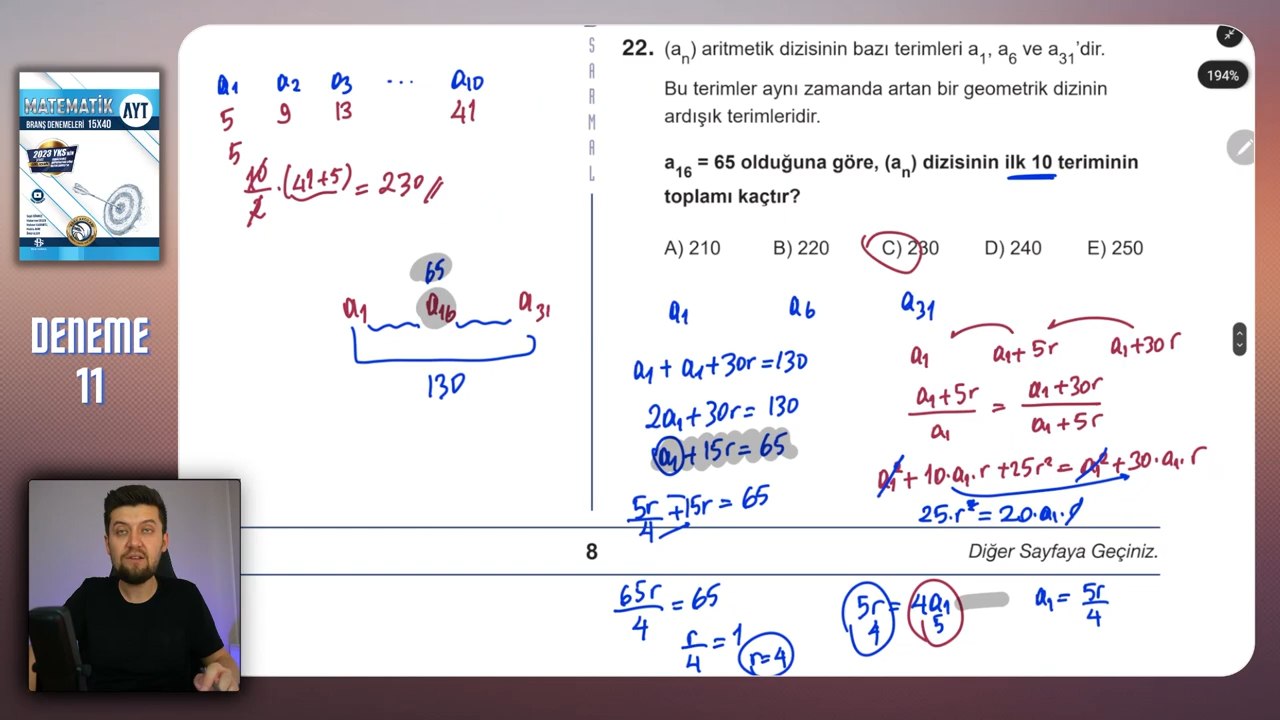 MATEMATİK
AYT
BRANŞ DENEMELERİ 15X40
2023 YKS'NİN
DENEME
11
a1 a2 a3 ... a10
5 9 13 41
5
10/2 · (41+5) = 230 //
65
a1 a16 a31
130
S
A
R
M
A
L
22. (an) aritmetik dizisinin bazı terimleri a1, a6 ve a31'dir.
Bu terimler aynı zamanda artan bir geometrik dizinin
ardışık terimleridir.
a16 = 65 olduğuna göre, (an) dizisinin ilk 10 teriminin
toplamı kaçtır?
A) 210 B) 220 C) 230 D) 240 E) 250
194%
a1 a6 a31
a1 + a1 + 30r = 130
2a1 + 30r = 130
a1 + 15r = 65
5r/4 + 15r = 65
65r/4 = 65
r/4 = 1
r=4
a1 a1+5r a1+30r
a1+5r/a1 = a1+30r/a1+5r
a1² + 10·a1·r + 25r² = a1² + 30·a1·r
25·r² = 20·a1·r
5r = 4a1
4 5
a1 = 5r/4
8
Diğer Sayfaya Geçiniz.